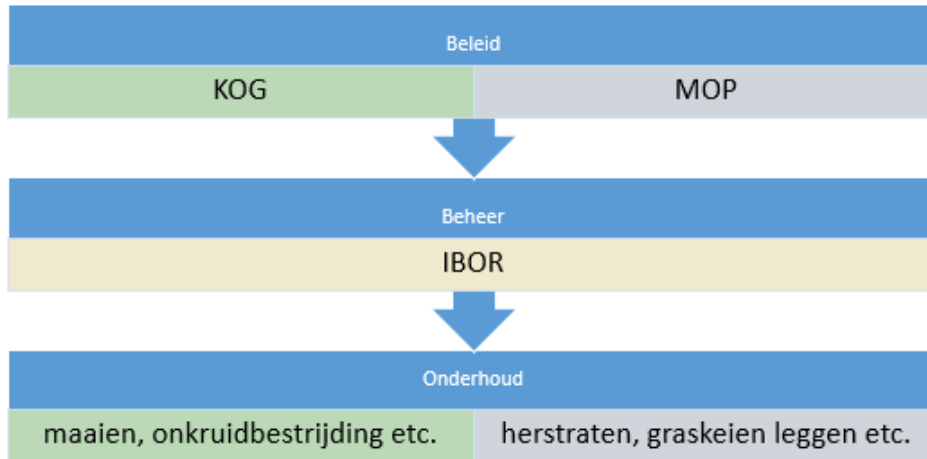 Beleid
KOG MOP
Beheer
IBOR
Onderhoud
maaien, onkruidbestrijding etc. herstraten, graskeien leggen etc.